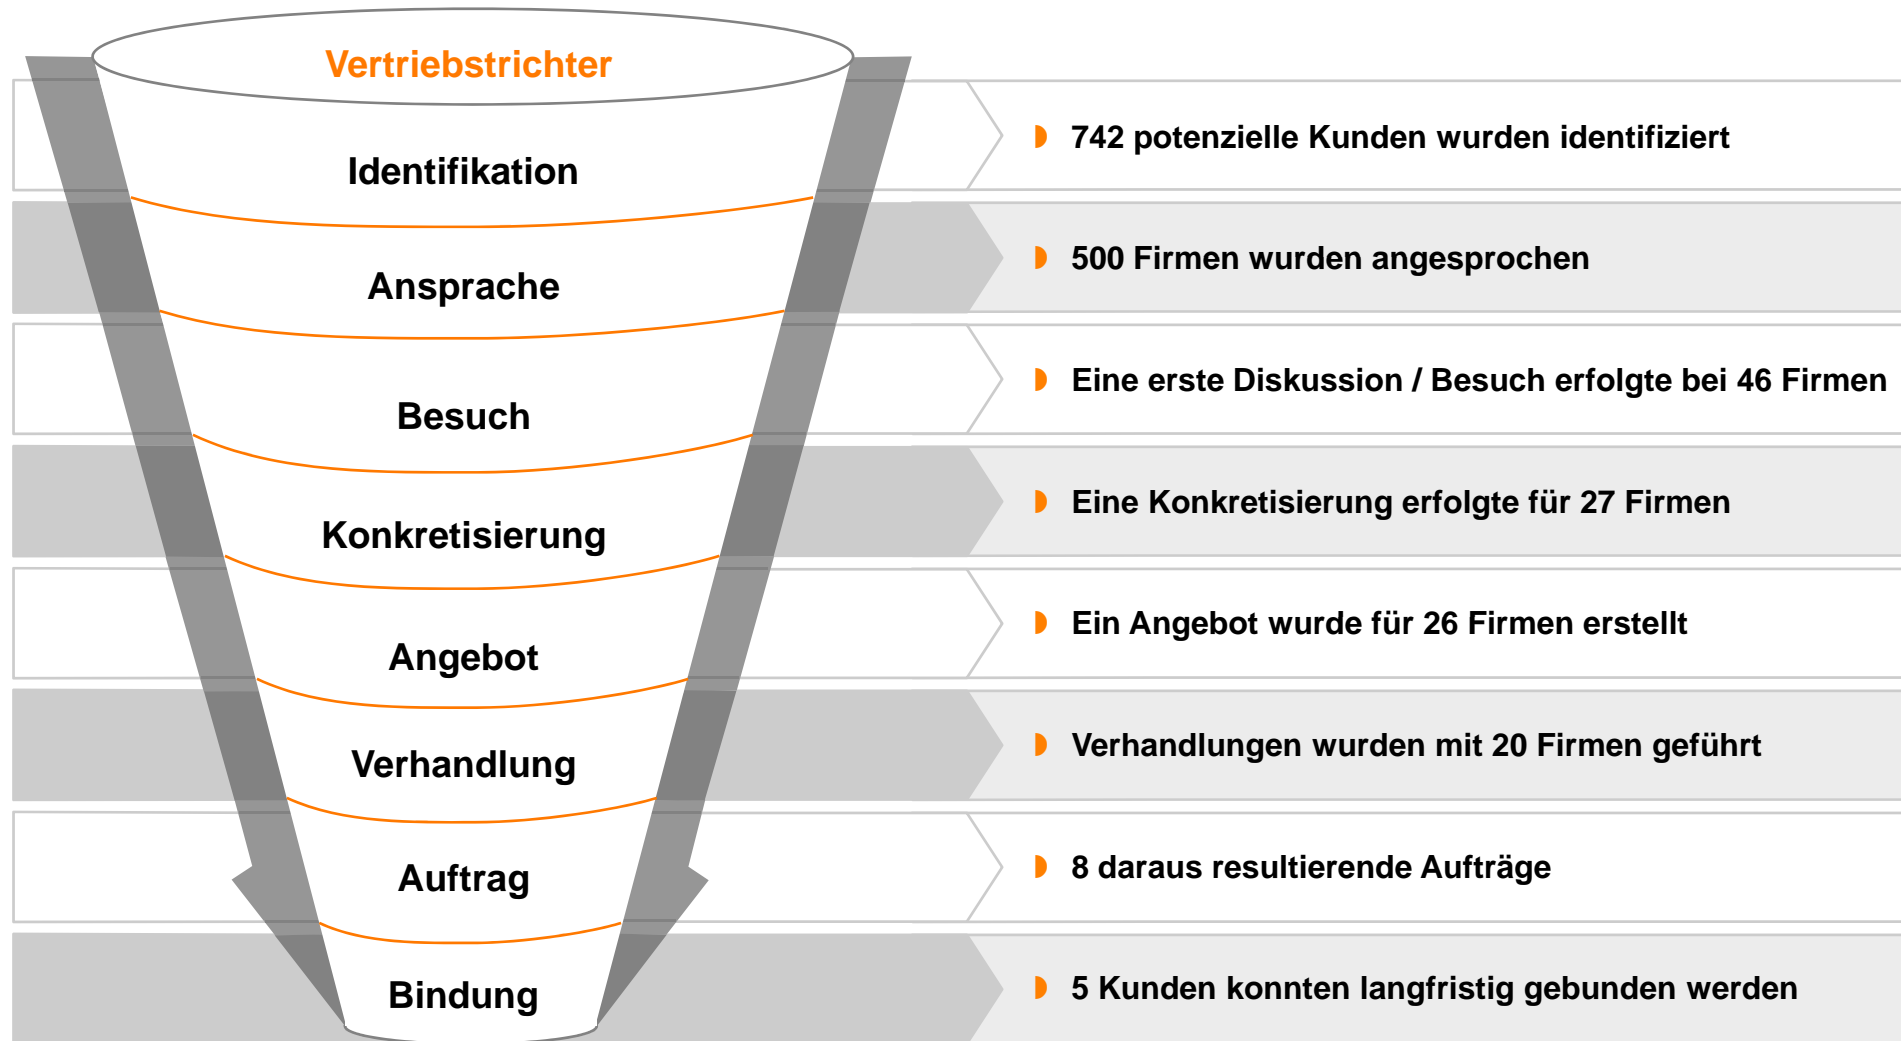 Vertriebstrichter
Identifikation
742 potenzielle Kunden wurden identifiziert
Ansprache
500 Firmen wurden angesprochen
Besuch
Eine erste Diskussion / Besuch erfolgte bei 46 Firmen
Konkretisierung
Eine Konkretisierung erfolgte für 27 Firmen
Angebot
Ein Angebot wurde für 26 Firmen erstellt
Verhandlung
Verhandlungen wurden mit 20 Firmen geführt
Auftrag
8 daraus resultierende Aufträge
Bindung
5 Kunden konnten langfristig gebunden werden